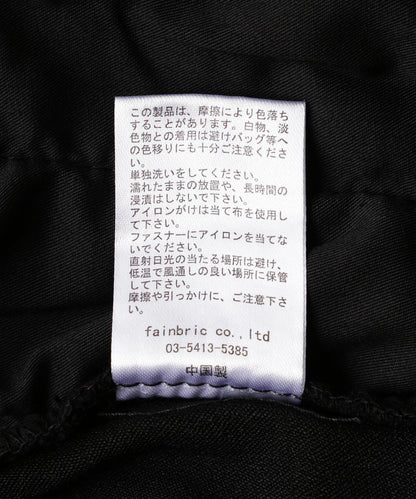 この製品は、摩擦により色落ち
することがあります。白物、淡
色物との着用は避けバッグ等へ
の色移りにも十分ご注意くださ
い。
単独洗いをしてください。
濡れたままの放置や、長時間の
浸漬はしないで下さい。
アイロンがけは当て布を使用し
て下さい。
ファスナーにアイロンを当てな
いで下さい。
直射日光の当たる場所は避け、
低温で風通しの良い場所に保管
して下さい。
摩擦や引っかけに、ご注意下さ
い。
fainbric co.,ltd
03-5413-5385
中国製